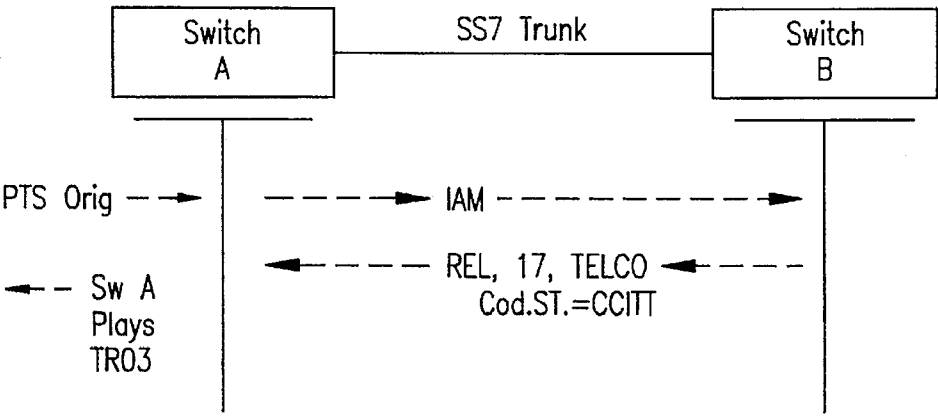 Switch
A
SS7 Trunk
Switch
B
PTS Orig
IAM
REL, 17, TELCO
Cod.ST.=CCITT
Sw A
Plays
TR03